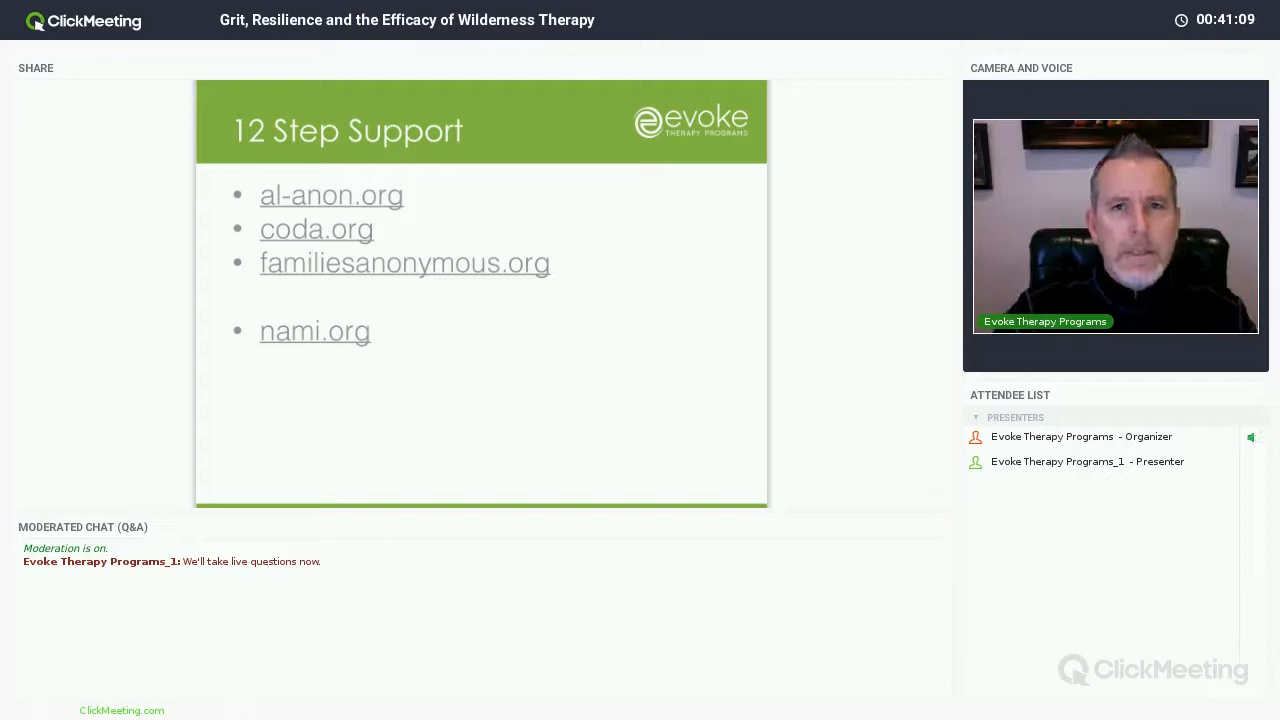 ClickMeeting
Grit, Resilience and the Efficacy of Wilderness Therapy
00:41:09
SHARE
12 Step Support
evoke
THERAPY PROGRAMS
• al-anon.org
• coda.org
• familiesanonymous.org
• nami.org
CAMERA AND VOICE
Evoke Therapy Programs
ATTENDEE LIST
PRESENTERS
Evoke Therapy Programs - Organizer
Evoke Therapy Programs_1 - Presenter
MODERATED CHAT (Q&A)
Moderation is on.
Evoke Therapy Programs_1: We'll take live questions now.
ClickMeeting
ClickMeeting.com